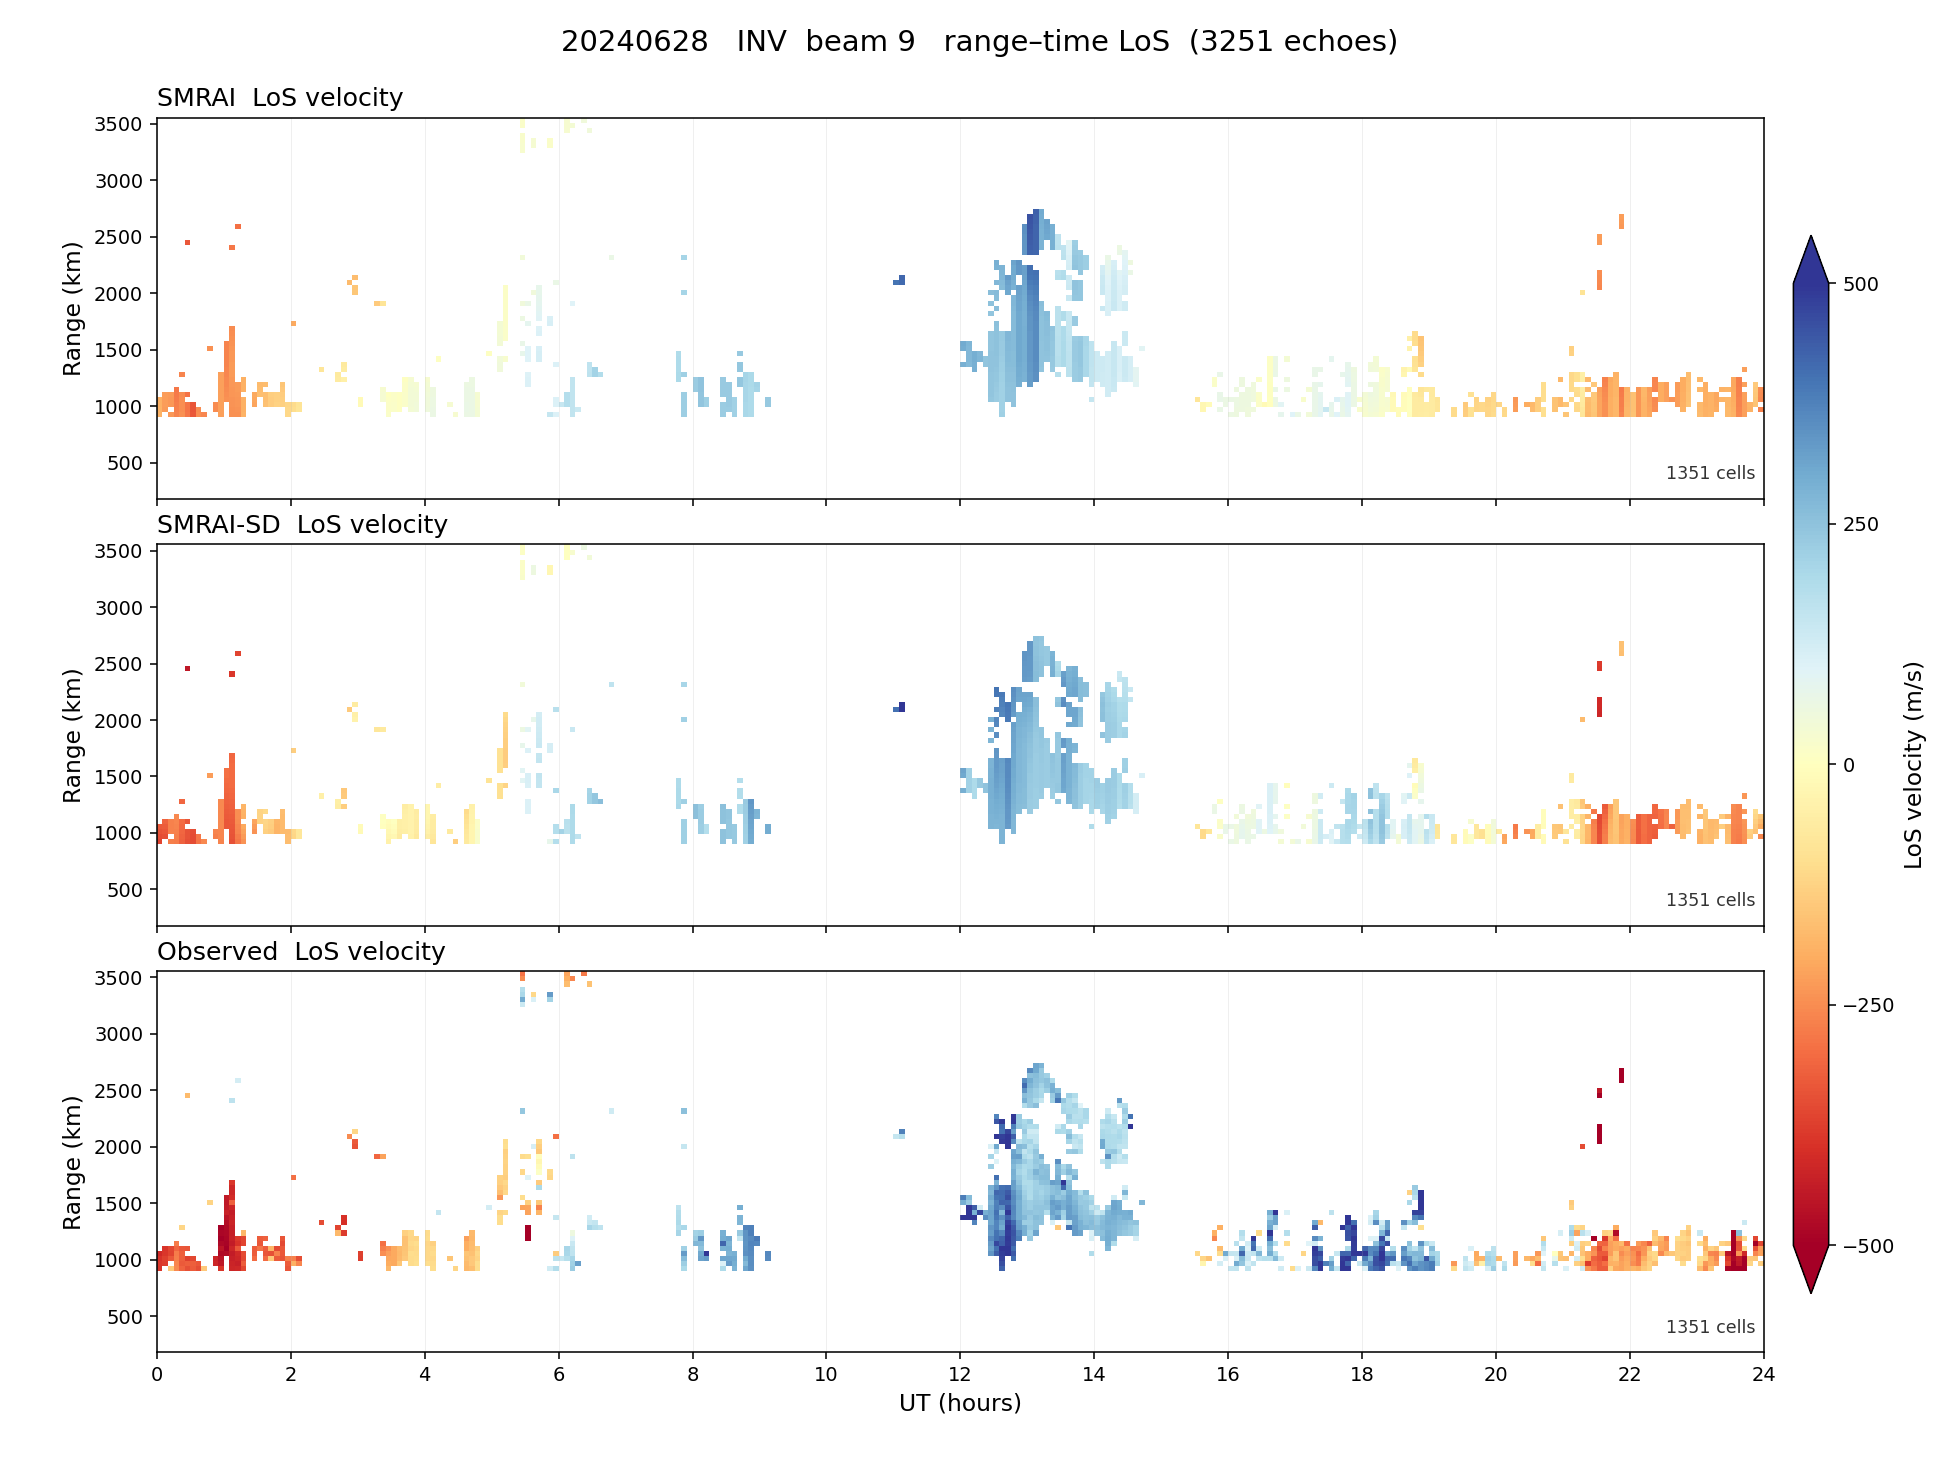 20240628   INV  beam 9   range–time LoS  (3251 echoes)
SMRAI  LoS velocity
3500
3000
2500
2000
1500
1000
500
Range (km)
1351 cells
SMRAI-SD  LoS velocity
3500
3000
2500
2000
1500
1000
500
Range (km)
1351 cells
Observed  LoS velocity
3500
3000
2500
2000
1500
1000
500
Range (km)
1351 cells
0 2 4 6 8 10 12 14 16 18 20 22 24
UT (hours)
500
250
0
−250
−500
LoS velocity (m/s)